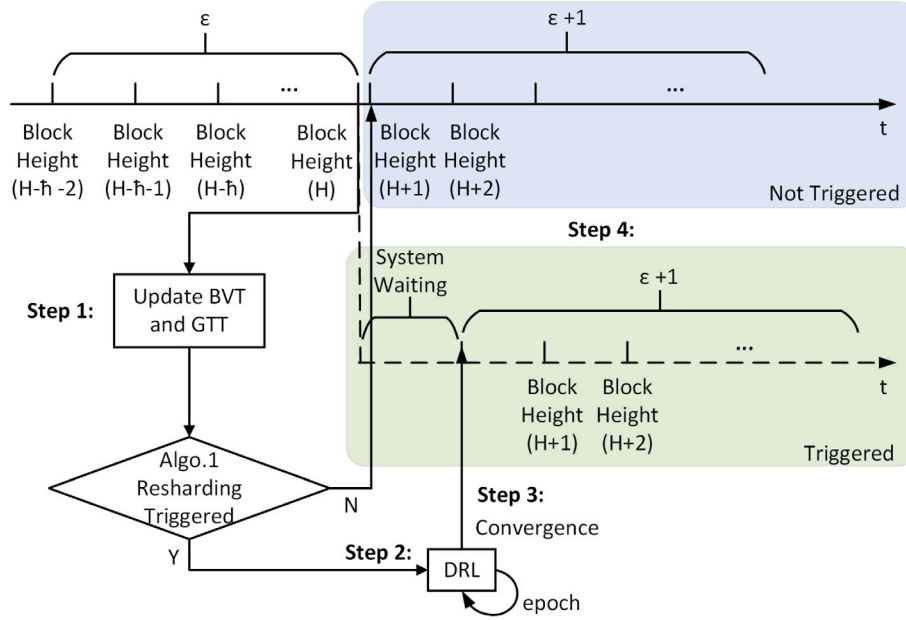 ε
ε +1
...
...
t
Block
Height
(H-ħ -2)
Block
Height
(H-ħ-1)
Block
Height
(H-ħ)
Block
Height
(H)
Block
Height
(H+1)
Block
Height
(H+2)
Not Triggered
Step 4:
System
Waiting
ε +1
Step 1:
Update BVT
and GTT
...
t
Block
Height
(H+1)
Block
Height
(H+2)
Triggered
Algo.1
Resharding
Triggered
N
Y
Step 3:
Convergence
Step 2:
DRL
epoch